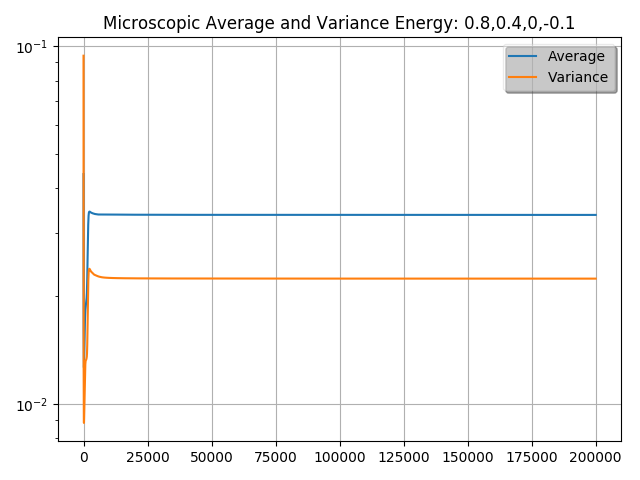 Microscopic Average and Variance Energy: 0.8,0.4,0,-0.1
10⁻¹
Average
Variance
10⁻²
0 25000 50000 75000 100000 125000 150000 175000 200000